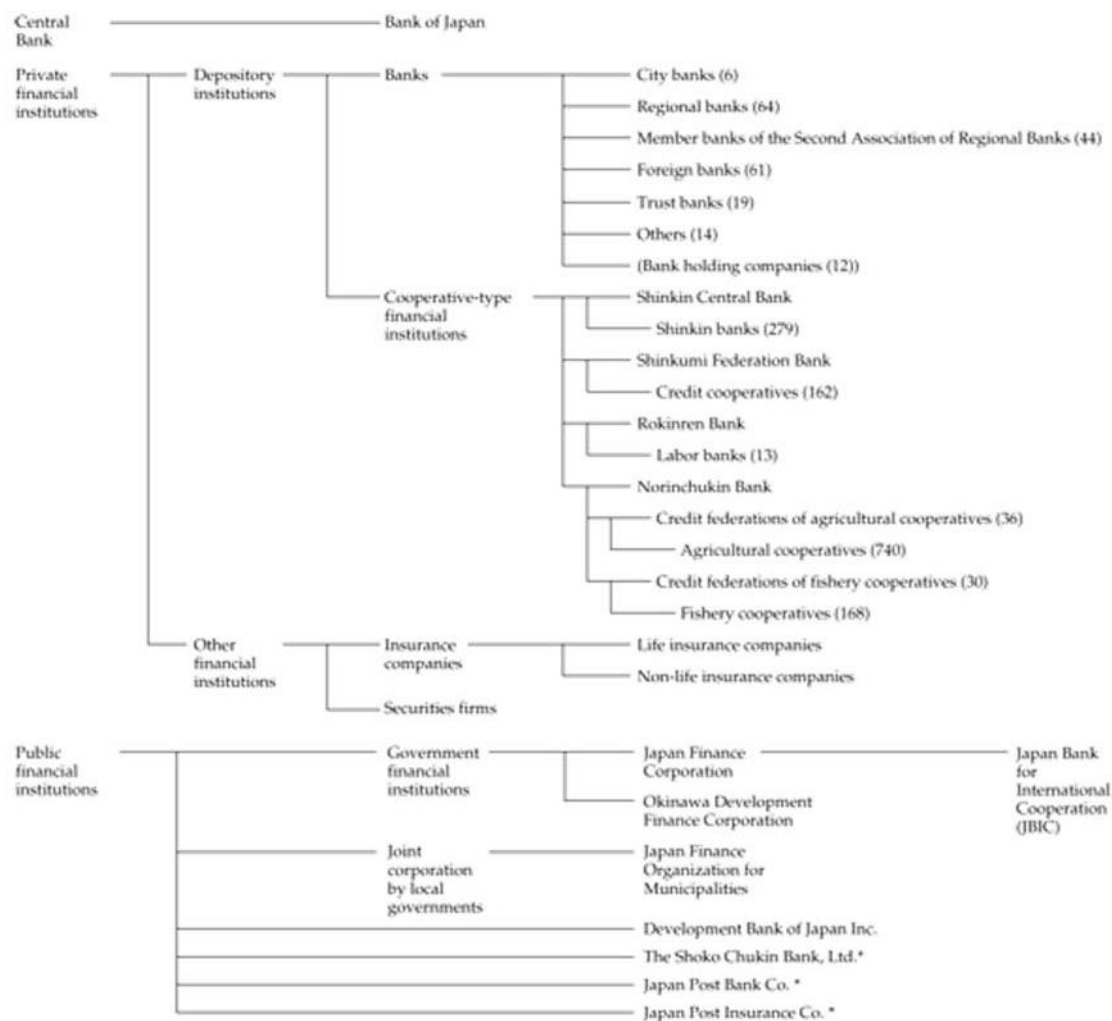 Central Bank
Bank of Japan
Private financial institutions
Depository institutions
Banks
City banks (6)
Regional banks (64)
Member banks of the Second Association of Regional Banks (44)
Foreign banks (61)
Trust banks (19)
Others (14)
(Bank holding companies (12))
Cooperative-type financial institutions
Shinkin Central Bank
Shinkin banks (279)
Shinkumi Federation Bank
Credit cooperatives (162)
Rokinren Bank
Labor banks (13)
Norinchukin Bank
Credit federations of agricultural cooperatives (36)
Agricultural cooperatives (740)
Credit federations of fishery cooperatives (30)
Fishery cooperatives (168)
Other financial institutions
Insurance companies
Life insurance companies
Non-life insurance companies
Securities firms
Public financial institutions
Government financial institutions
Japan Finance Corporation
Japan Bank for International Cooperation (JBIC)
Okinawa Development Finance Corporation
Joint corporation by local governments
Japan Finance Organization for Municipalities
Development Bank of Japan Inc.
The Shoko Chukin Bank, Ltd.*
Japan Post Bank Co. *
Japan Post Insurance Co. *